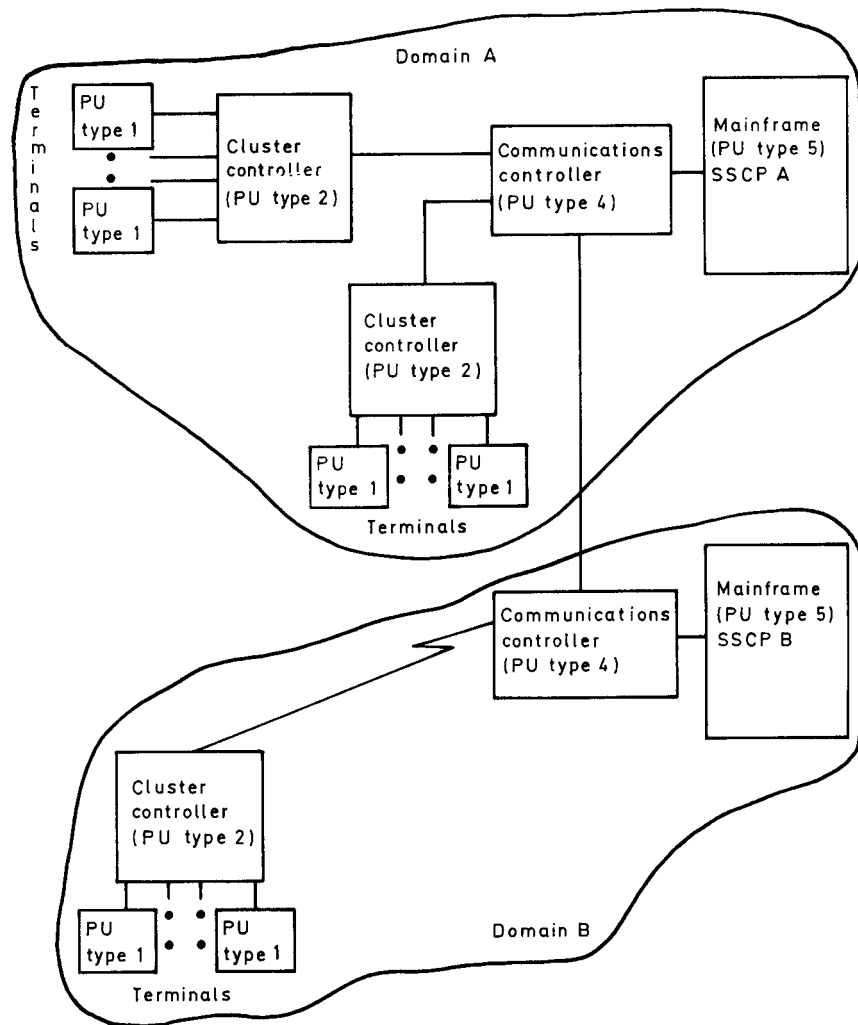 Domain A
Terminals
PU
type 1
PU
type 1
Cluster
controller
(PU type 2)
Communications
controller
(PU type 4)
Mainframe
(PU type 5)
SSCP A
Cluster
controller
(PU type 2)
PU
type 1
PU
type 1
Terminals
Communications
controller
(PU type 4)
Mainframe
(PU type 5)
SSCP B
Cluster
controller
(PU type 2)
PU
type 1
PU
type 1
Terminals
Domain B